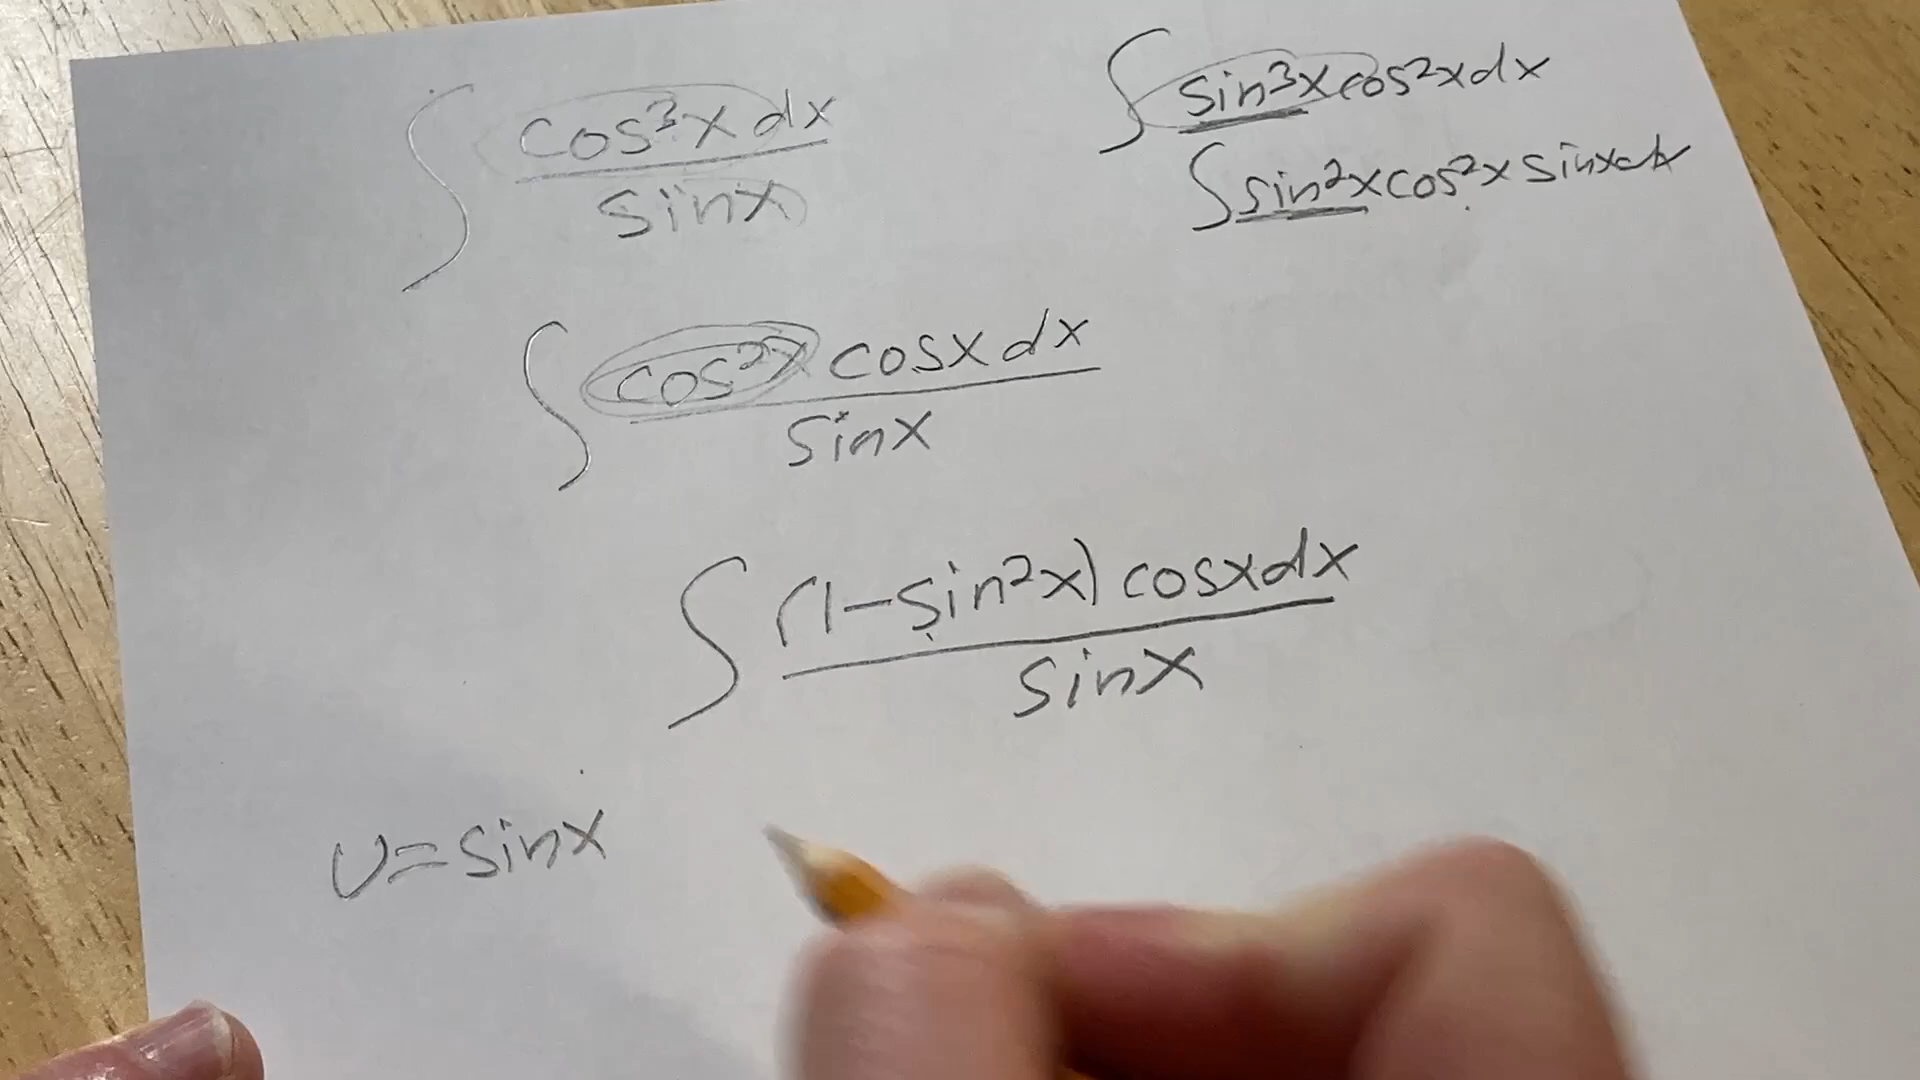 ∫ cos³x dx / sinx
∫ sin³x cos²x dx
∫ sin²x cos²x sinx dx
∫ cos²x cosx dx / sinx
∫ (1-sin²x) cosx dx / sinx
u=sinx